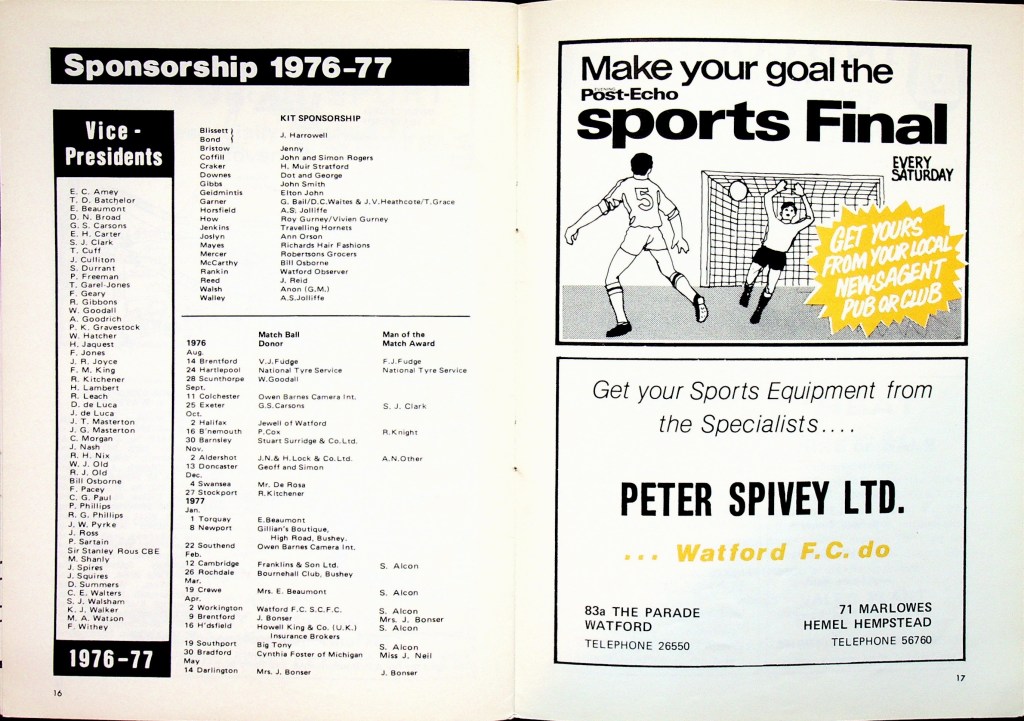 Sponsorship 1976-77
Vice -
Presidents
E. C. Amey
T. D. Batchelor
E. Beaumont
D. N. Broad
G. S. Carsons
E. H. Carter
S. J. Clark
T. Cuff
J. Culliton
S. Durrant
P. Freeman
T. Garel-Jones
F. Geary
R. Gibbons
W. Goodall
A. Goodrich
P. K. Gravestock
W. Hatcher
H. Jaquest
F. Jones
J. R. Joyce
F. M. King
R. Kitchener
H. Lambert
R. Leach
D. de Luca
J. de Luca
J. T. Masterton
J. G. Masterton
C. Morgan
J. Nash
R. H. Nix
W. J. Old
R. J. Old
Bill Osborne
F. Pacey
C. G. Paul
P. Phillips
R. G. Phillips
J. W. Pyrke
J. Ross
P. Sartain
Sir Stanley Rous CBE
M. Shanly
J. Spires
J. Squires
D. Summers
C. E. Walters
S. J. Walsham
K. J. Walker
M. A. Watson
F. Withey
1976-77
16
KIT SPONSORSHIP
Blissett }
Bond } J. Harrowell
Bristow Jenny
Coffill John and Simon Rogers
Craker H. Muir Stratford
Downes Dot and George
Gibbs John Smith
Geidmintis Elton John
Garner G. Bail/D.C.Waites & J.V.Heathcote/T.Grace
Horsfield A.S. Jolliffe
How Roy Gurney/Vivien Gurney
Jenkins Travelling Hornets
Joslyn Ann Orson
Mayes Richards Hair Fashions
Mercer Robertsons Grocers
McCarthy Bill Osborne
Rankin Watford Observer
Reed J. Reid
Walsh Anon (G.M.)
Walley A.S.Jolliffe
Match Ball Man of the
1976 Donor Match Award
Aug.
14 Brentford V.J.Fudge F.J.Fudge
24 Hartlepool National Tyre Service National Tyre Service
28 Scunthorpe W.Goodall
Sept.
11 Colchester Owen Barnes Camera Int.
25 Exeter G.S.Carsons S. J. Clark
Oct.
2 Halifax Jewell of Watford
16 B'nemouth P.Cox R.Knight
30 Barnsley Stuart Surridge & Co.Ltd.
Nov.
2 Aldershot J.N.& H.Lock & Co.Ltd. A.N.Other
13 Doncaster Geoff and Simon
Dec.
4 Swansea Mr. De Rosa
27 Stockport R.Kitchener
1977
Jan.
1 Torquay E.Beaumont
8 Newport Gillian's Boutique,
High Road, Bushey.
22 Southend Owen Barnes Camera Int.
Feb.
12 Cambridge Franklins & Son Ltd. S. Alcon
26 Rochdale Bournehall Club, Bushey
Mar.
19 Crewe Mrs. E. Beaumont S. Alcon
Apr.
2 Workington Watford F.C. S.C.F.C. S. Alcon
9 Brentford J. Bonser Mrs. J. Bonser
16 H'dsfield Howell King & Co. (U.K.) S. Alcon
Insurance Brokers
19 Southport Big Tony S. Alcon
30 Bradford Cynthia Foster of Michigan Miss J. Neil
May
14 Darlington Mrs. J. Bonser J. Bonser
Make your goal the
EVENING
Post-Echo
sports Final
EVERY
SATURDAY
5
GET YOURS
FROM YOUR LOCAL
NEWSAGENT
PUB OR CLUB
Get your Sports Equipment from
the Specialists....
PETER SPIVEY LTD.
... Watford F.C. do
83a THE PARADE
WATFORD
TELEPHONE 26550
71 MARLOWES
HEMEL HEMPSTEAD
TELEPHONE 56760
17